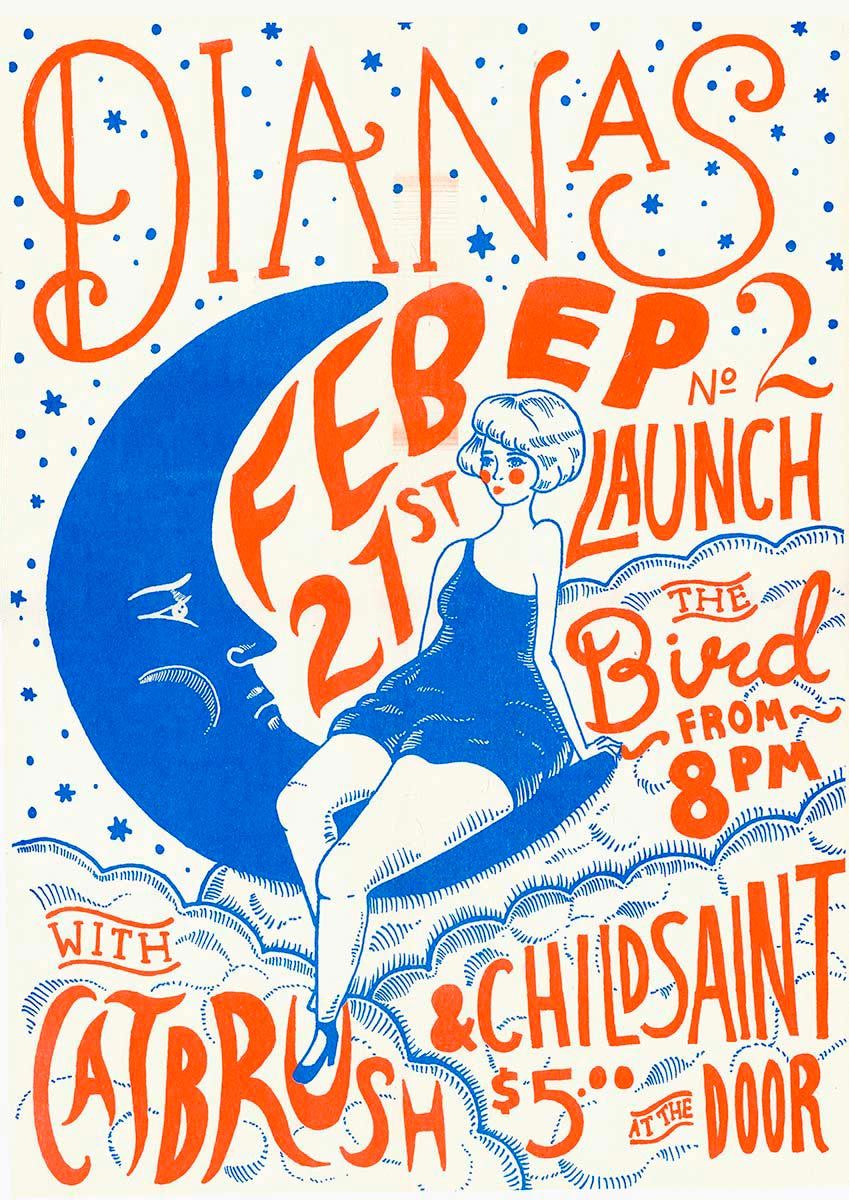 DIANAS
FEB
21ST
EP No 2
LAUNCH
THE
Bird
FROM
8PM
WITH
CATBRUSH
& CHILDSAINT
$5.00
AT THE DOOR